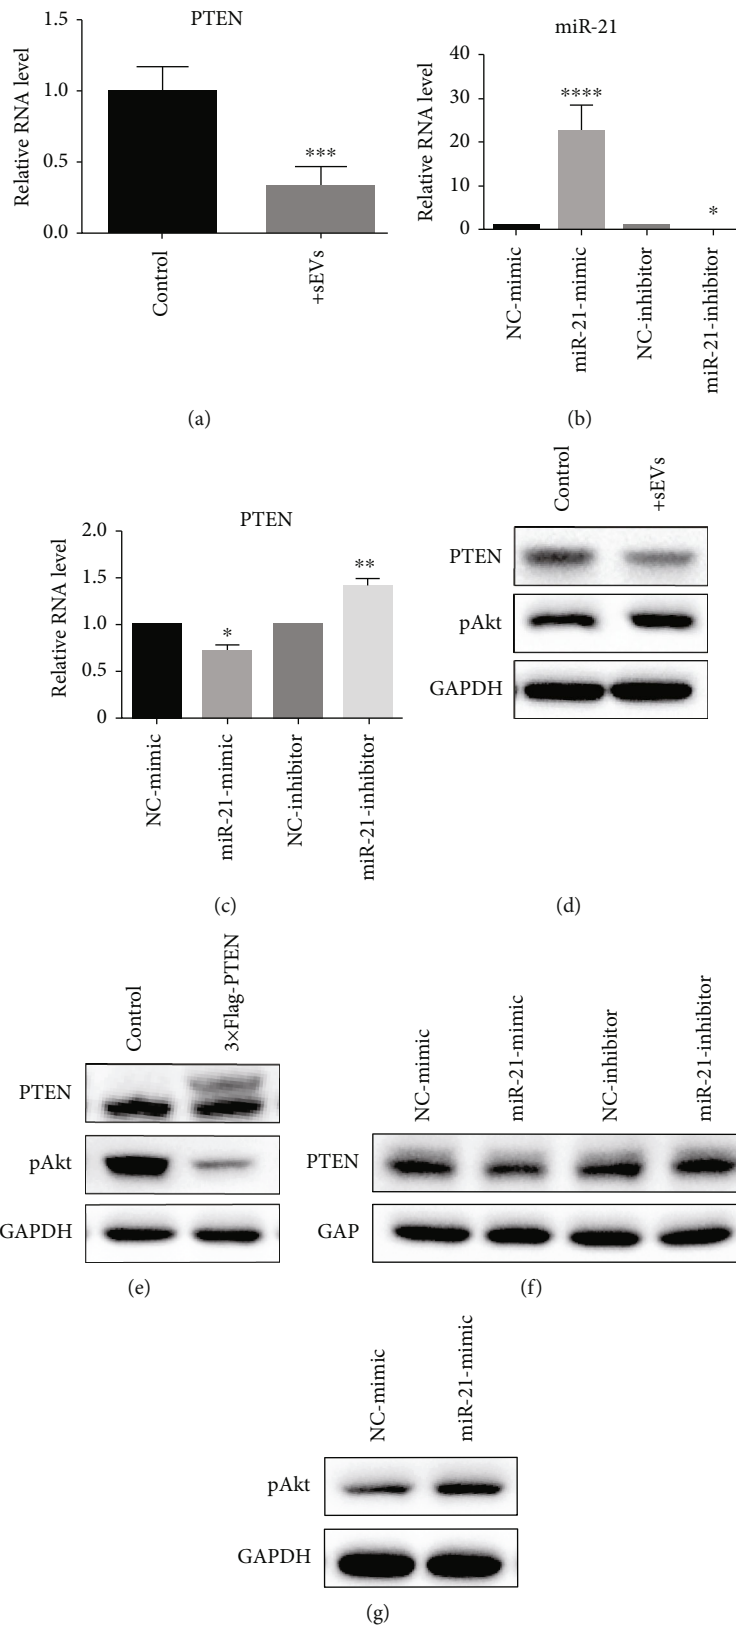 PTEN
Relative RNA level
1.5
1.0
0.5
0.0
***
Control
+sEVs
(a)
miR-21
Relative RNA level
40
30
20
10
0
****
*
NC-mimic
miR-21-mimic
NC-inhibitor
miR-21-inhibitor
(b)
PTEN
Relative RNA level
2.0
1.5
1.0
0.5
0
*
**
NC-mimic
miR-21-mimic
NC-inhibitor
miR-21-inhibitor
(c)
Control
+sEVs
PTEN
pAkt
GAPDH
(d)
Control
3×Flag-PTEN
PTEN
pAkt
GAPDH
(e)
NC-mimic
miR-21-mimic
NC-inhibitor
miR-21-inhibitor
PTEN
GAP
(f)
NC-mimic
miR-21-mimic
pAkt
GAPDH
(g)